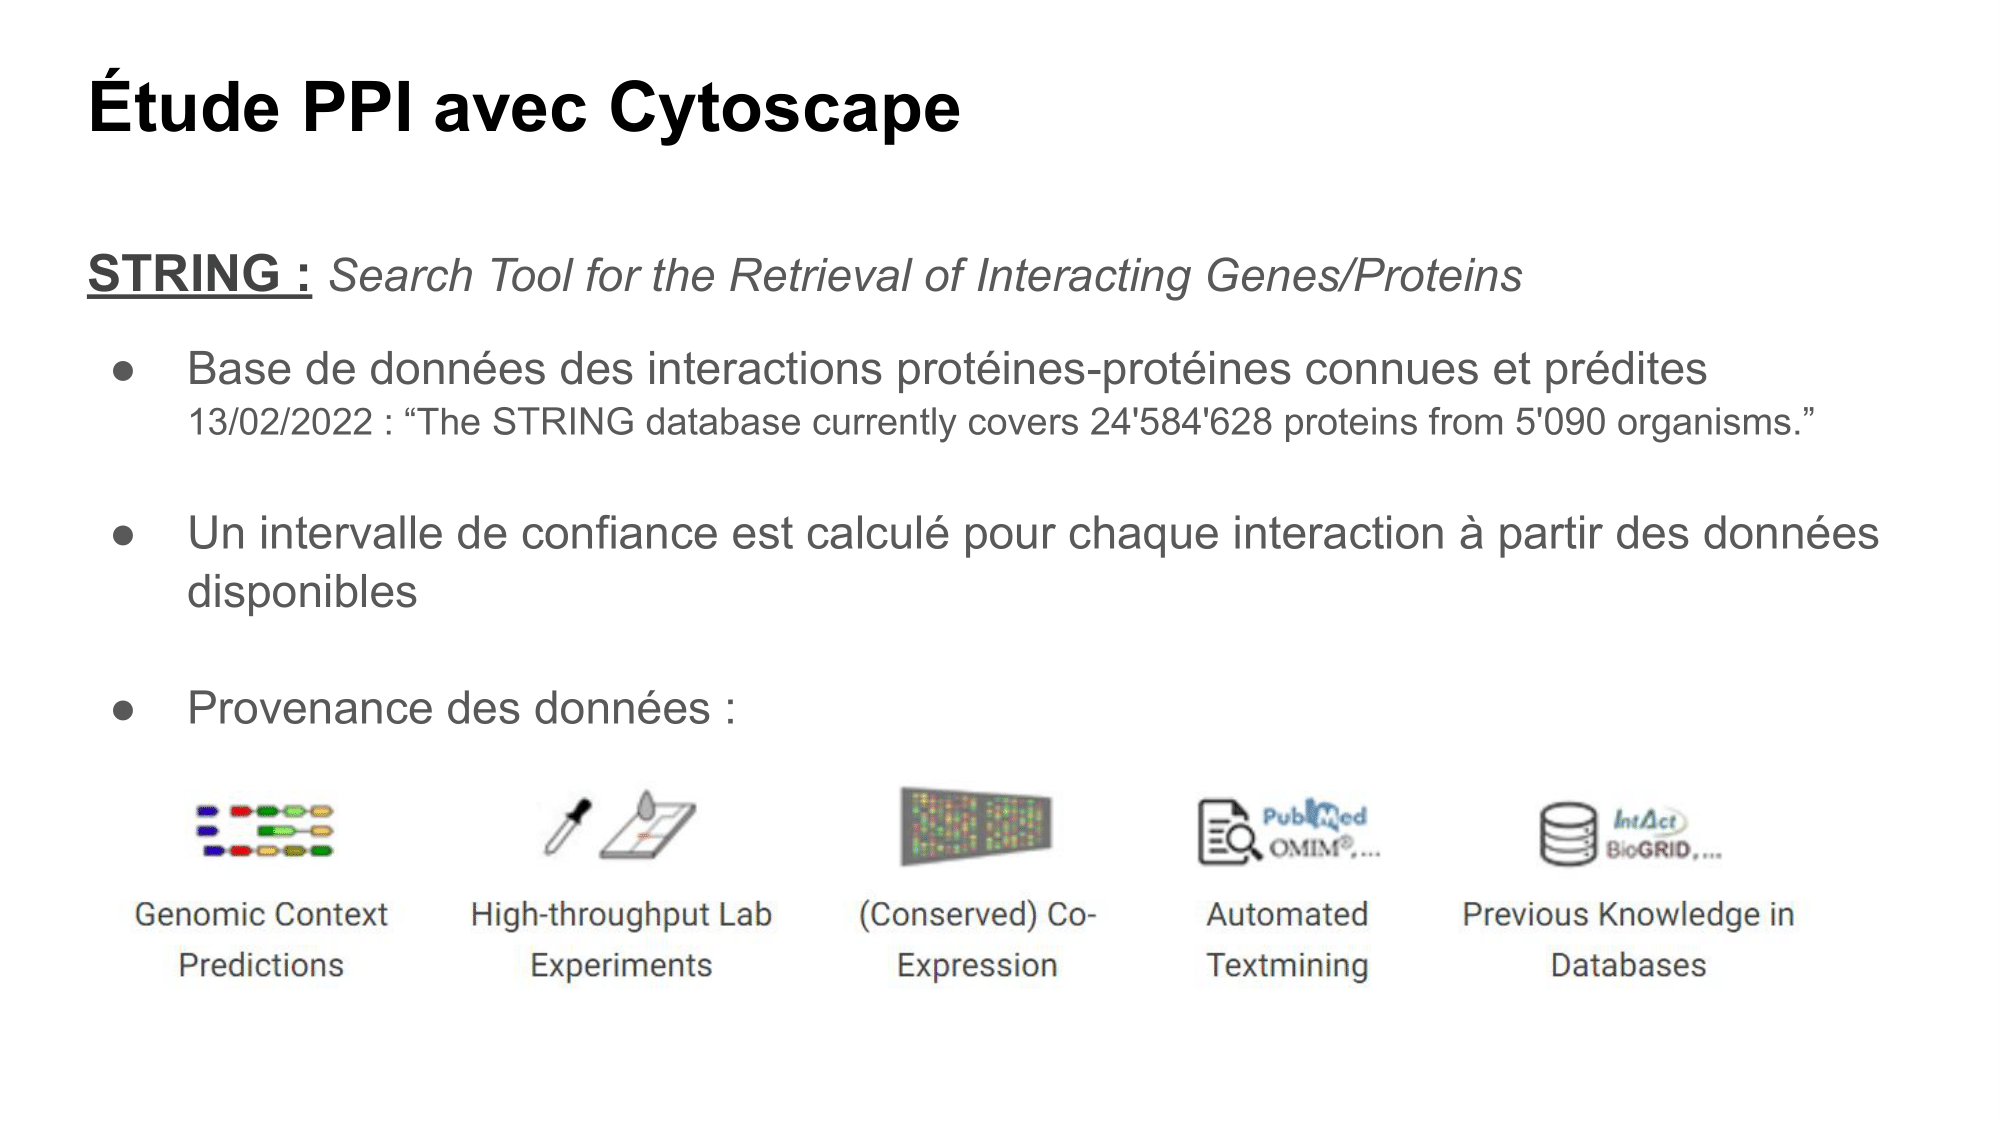 Étude PPI avec Cytoscape
STRING : Search Tool for the Retrieval of Interacting Genes/Proteins
● Base de données des interactions protéines-protéines connues et prédites
13/02/2022 : “The STRING database currently covers 24'584'628 proteins from 5'090 organisms.”
● Un intervalle de confiance est calculé pour chaque interaction à partir des données
disponibles
● Provenance des données :
PubMed
OMIM®,...
IntAct
BioGRID,...
Genomic Context
Predictions
High-throughput Lab
Experiments
(Conserved) Co-
Expression
Automated
Textmining
Previous Knowledge in
Databases